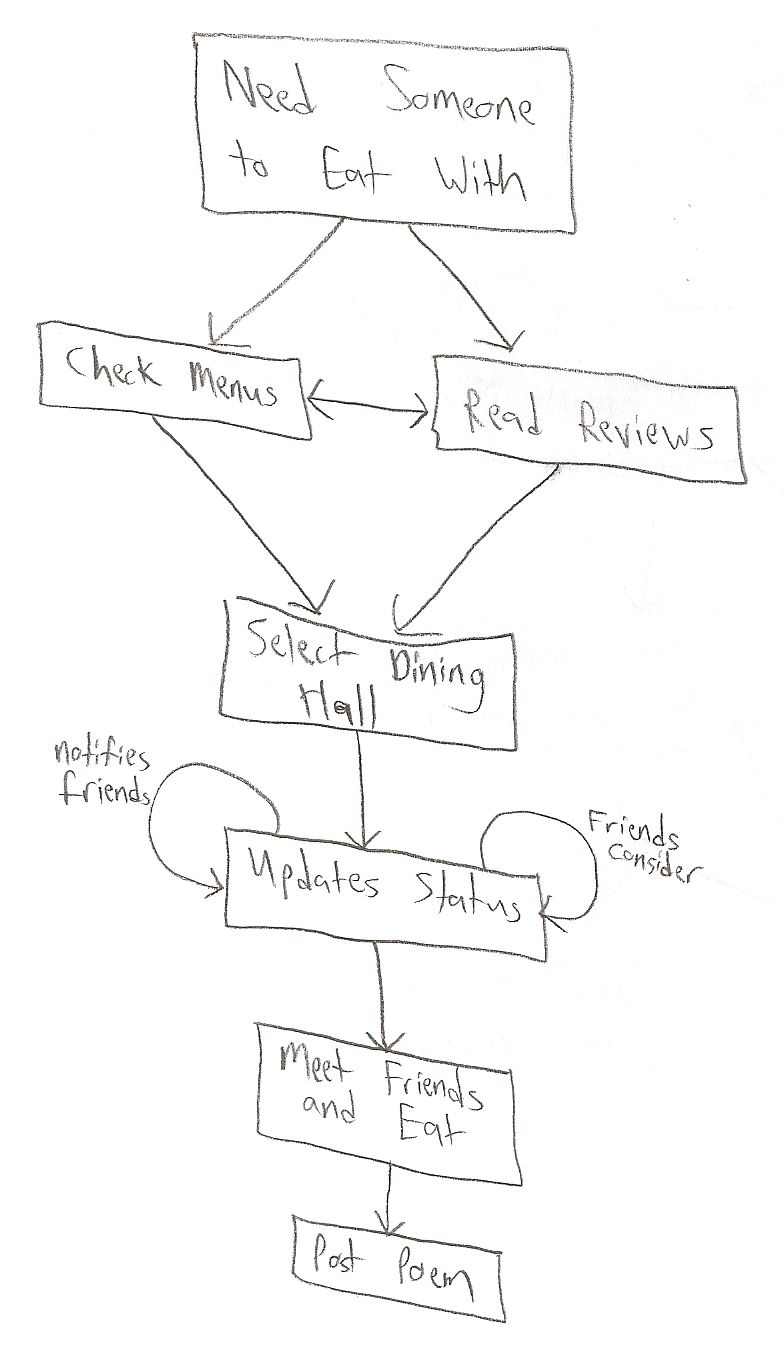 Need Someone
to Eat With
Check Menus
Read Reviews
Select Dining
Hall
notifies
friends
Friends
consider
Updates Status
Meet Friends
and Eat
Post Poem